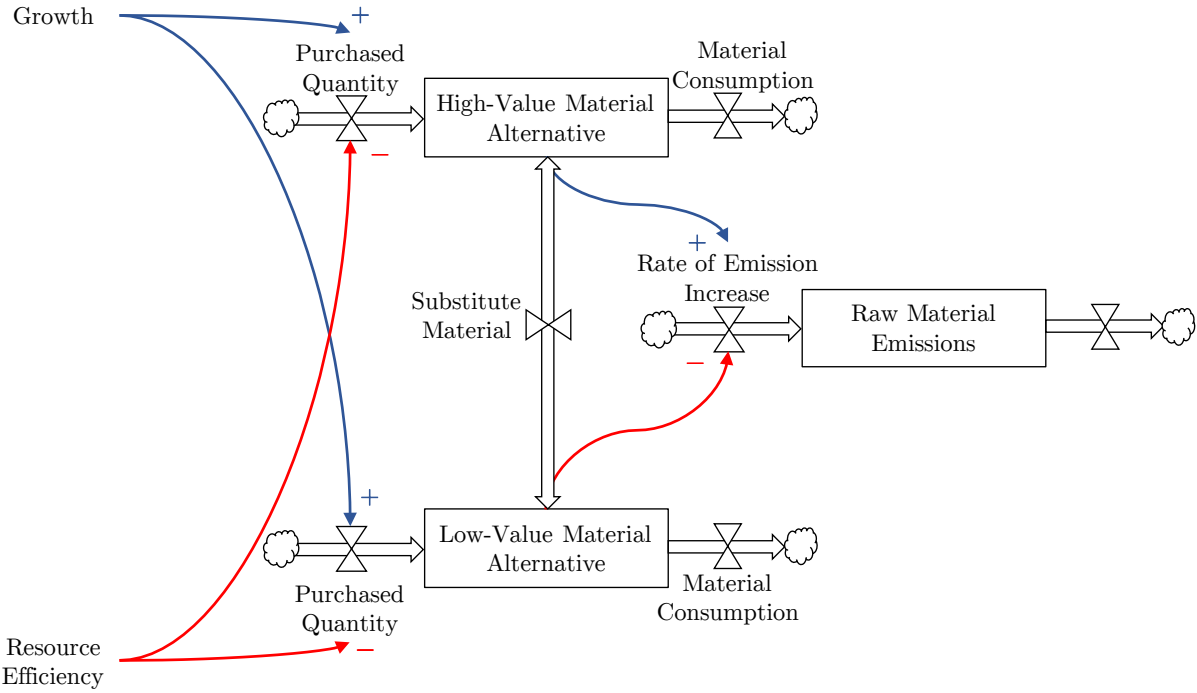 Growth
+
Purchased
Quantity
High-Value Material
Alternative
Material
Consumption
−
+
Rate of Emission
Increase
Substitute
Material
Raw Material
Emissions
−
+
Low-Value Material
Alternative
Purchased
Quantity
Material
Consumption
−
Resource
Efficiency